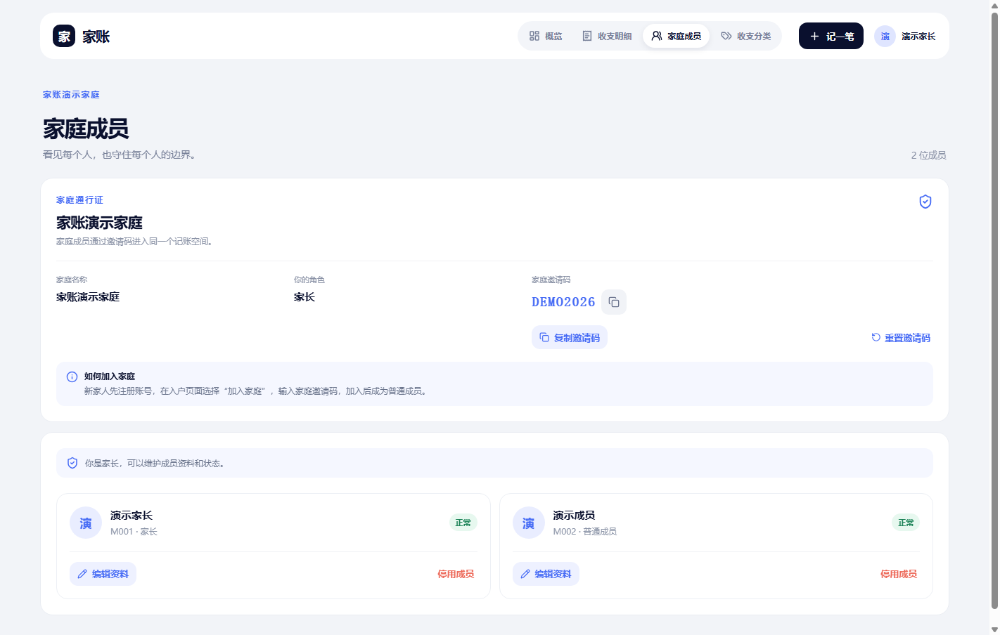 家 家账
概览 收支明细 家庭成员 收支分类 记一笔 演 演示家长
家账演示家庭
家庭成员
看见每个人，也守住每个人的边界。
2 位成员
家庭通行证
家账演示家庭
家庭成员通过邀请码进入同一个记账空间。
家庭名称 你的角色 家庭邀请码
家账演示家庭 家长 DEMO2026
复制邀请码 重置邀请码
如何加入家庭
新家人先注册账号，在入户页面选择“加入家庭”，输入家庭邀请码，加入后成为普通成员。
你是家长，可以维护成员资料和状态。
演 演示家长 正常
M001 · 家长
编辑资料 停用成员
演 演示成员 正常
M002 · 普通成员
编辑资料 停用成员